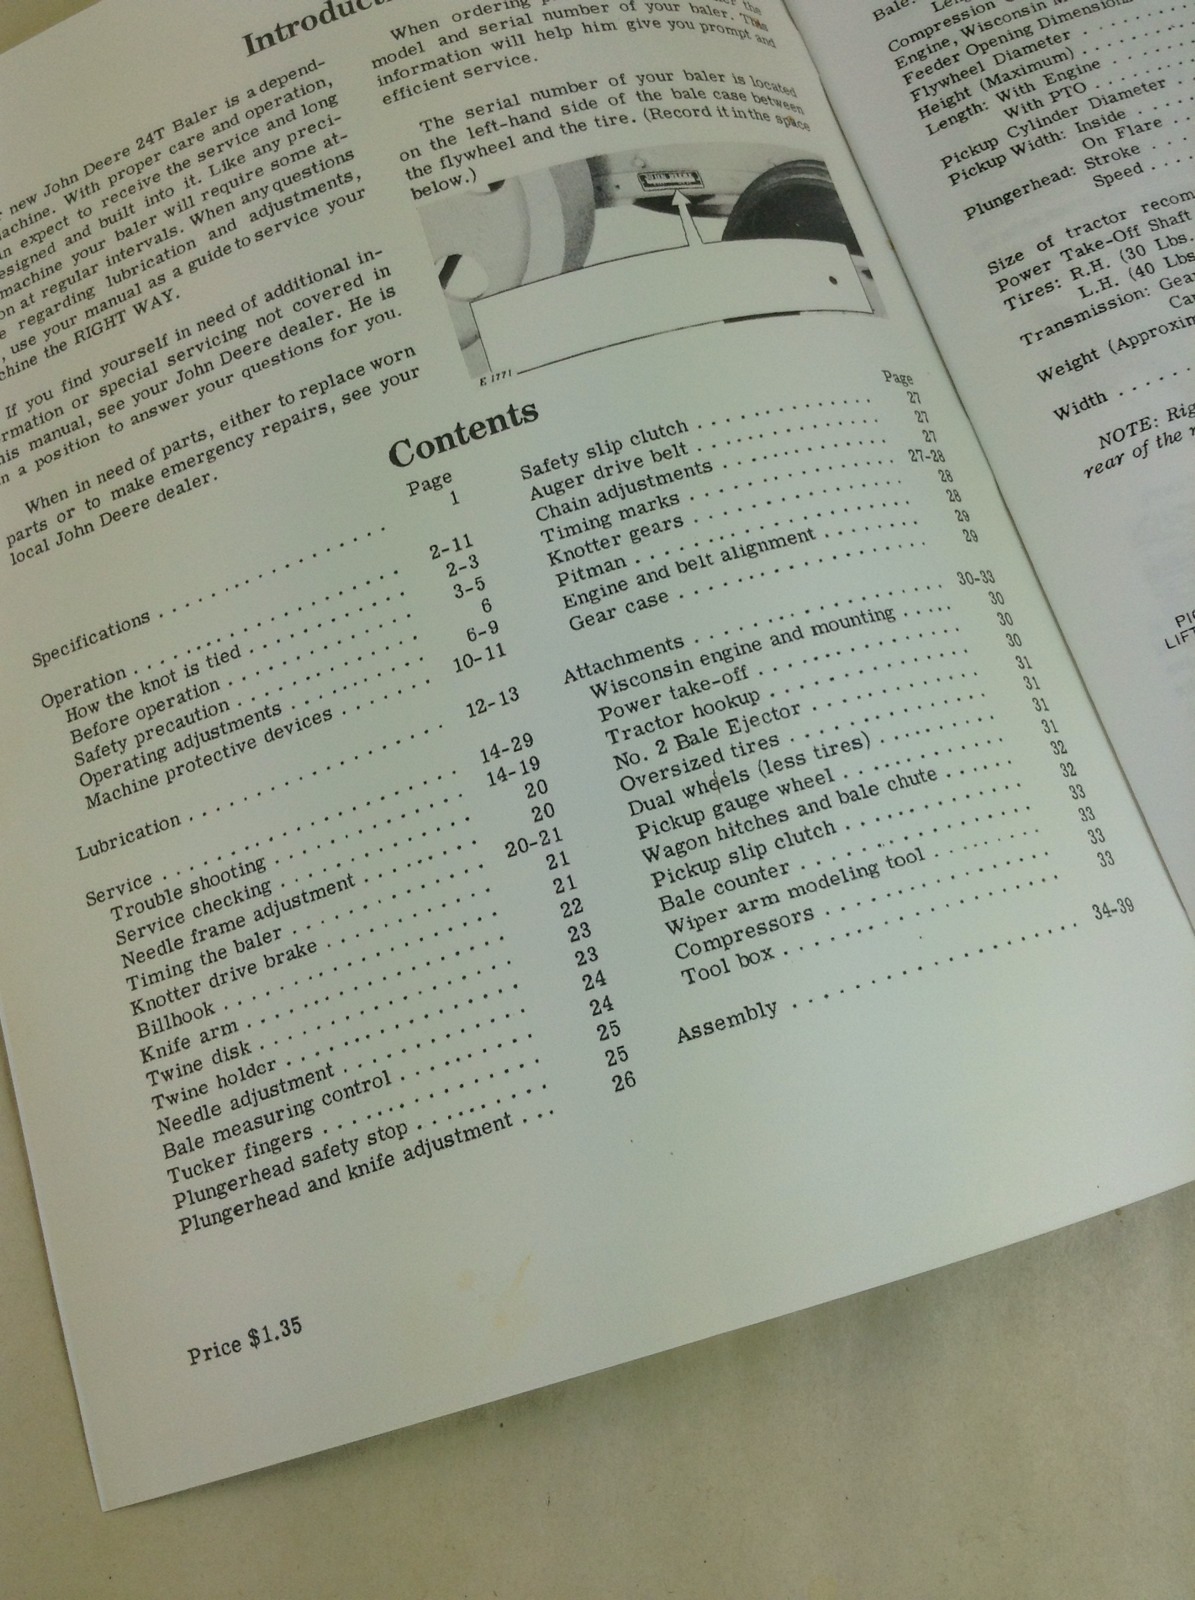 Introduct
new John Deere 24T Baler is a depend-
achine. With proper care and operation,
n expect to receive the service and long
esigned and built into it. Like any preci-
machine your baler will require some at-
on at regular intervals. When any questions
e regarding lubrication and adjustments,
, use your manual as a guide to service your
chine the RIGHT WAY.
If you find yourself in need of additional in-
rmation or special servicing not covered in
his manual, see your John Deere dealer. He is
n a position to answer your questions for you.
When in need of parts, either to replace worn
parts or to make emergency repairs, see your
local John Deere dealer.
When ordering the
model and serial number of your baler. This
information will help him give you prompt and
efficient service.
The serial number of your baler is located
on the left-hand side of the bale case between
the flywheel and the tire. (Record it in the space
below.)
E 1771
Contents
Page
Specifications . . . . . . . . . . . . . . . . . . 1
Operation . . . . . . . . . . . . . . . . . . 2-11
How the knot is tied . . . . . . . . . . . . 2-3
Before operation . . . . . . . . . . . . . . 3-5
Safety precaution . . . . . . . . . . . . . . 6
Operating adjustments . . . . . . . . . . 6-9
Machine protective devices . . . . . . . 10-11
Lubrication . . . . . . . . . . . . . . . . . . 12-13
Service . . . . . . . . . . . . . . . . . . . . 14-29
Trouble shooting . . . . . . . . . . . . . . 14-19
Service checking . . . . . . . . . . . . . . 20
Needle frame adjustment . . . . . . . . . 20
Timing the baler . . . . . . . . . . . . . . 20-21
Knotter drive brake . . . . . . . . . . . . 21
Billhook . . . . . . . . . . . . . . . . . . . . 21
Knife arm . . . . . . . . . . . . . . . . . . . 22
Twine disk . . . . . . . . . . . . . . . . . . 23
Twine holder . . . . . . . . . . . . . . . . . 23
Needle adjustment . . . . . . . . . . . . . 24
Bale measuring control . . . . . . . . . . 24
Tucker fingers . . . . . . . . . . . . . . . . 25
Plungerhead safety stop . . . . . . . . . 25
Plungerhead and knife adjustment . . . 26
Page
Safety slip clutch . . . . . . . . . . . . . . 27
Auger drive belt . . . . . . . . . . . . . . . 27
Chain adjustments . . . . . . . . . . . . . 27
Timing marks . . . . . . . . . . . . . . . . 27-28
Knotter gears . . . . . . . . . . . . . . . . 28
Pitman . . . . . . . . . . . . . . . . . . . . . 28
Engine and belt alignment . . . . . . . . 29
Gear case . . . . . . . . . . . . . . . . . . . 29
Attachments . . . . . . . . . . . . . . . . . 30-33
Wisconsin engine and mounting . . . . . 30
Power take-off . . . . . . . . . . . . . . . . 30
Tractor hookup . . . . . . . . . . . . . . . 30
No. 2 Bale Ejector . . . . . . . . . . . . . 31
Oversized tires . . . . . . . . . . . . . . . 31
Dual wheels (less tires) . . . . . . . . . 31
Pickup gauge wheel . . . . . . . . . . . . 31
Wagon hitches and bale chute . . . . . . 32
Pickup slip clutch . . . . . . . . . . . . . 32
Bale counter . . . . . . . . . . . . . . . . . 33
Wiper arm modeling tool . . . . . . . . . 33
Compressors . . . . . . . . . . . . . . . . . 33
Tool box . . . . . . . . . . . . . . . . . . . . 33
Assembly . . . . . . . . . . . . . . . . . . . 34-39
Price $1.35
Bale: Len
Compression
Engine, Wisconsin M
Feeder Opening Dimension
Flywheel Diameter . . . .
Height (Maximum) . . . . . .
Length: With Engine . . . .
With PTO . . . . . .
Pickup Cylinder Diameter
Pickup Width: Inside . . .
On Flare . .
Plungerhead: Stroke . . .
Speed . . . .
Size of tractor recom
Power Take-Off Shaft
Tires: R.H. (30 Lbs.
L.H. (40 Lbs
Transmission: Gea
Ca
Weight (Approxim
Width . . . . . .
NOTE: Rig
rear of the r
PI
LIF